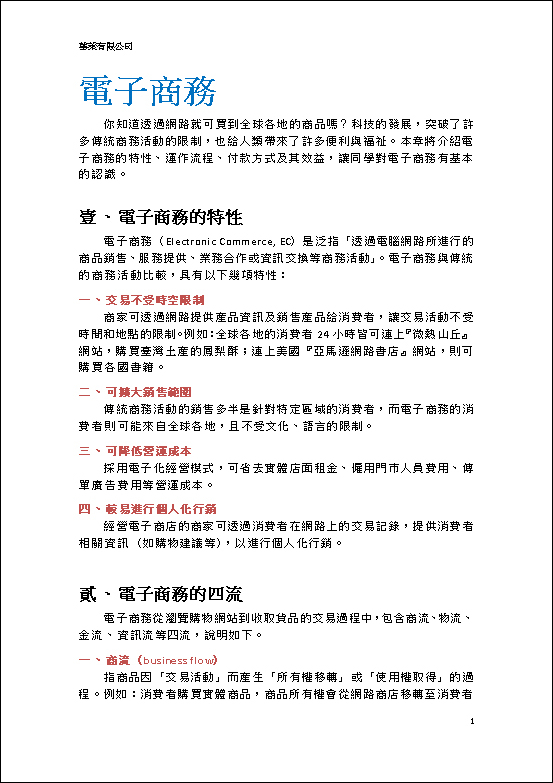 碁峯有限公司
電子商務
你知道透過網路就可買到全球各地的商品嗎？科技的發展，突破了許
多傳統商務活動的限制，也給人類帶來了許多便利與福祉。本章將介紹電
子商務的特性、運作流程、付款方式及其效益，讓同學對電子商務有基本
的認識。
壹、電子商務的特性
電子商務（Electronic Commerce, EC）是泛指「透過電腦網路所進行的
商品銷售、服務提供、業務合作或資訊交換等商務活動」。電子商務與傳統
的商務活動比較，具有以下幾項特性：
一、交易不受時空限制
商家可透過網路提供產品資訊及銷售產品給消費者，讓交易活動不受
時間和地點的限制。例如：全球各地的消費者 24 小時皆可連上『微熱山丘』
網站，購買臺灣土產的鳳梨酥；連上美國『亞馬遜網路書店』網站，則可
購買各國書籍。
二、可擴大銷售範圍
傳統商務活動的銷售多半是針對特定區域的消費者，而電子商務的消
費者則可能來自全球各地，且不受文化、語言的限制。
三、可降低營運成本
採用電子化經營模式，可省去實體店面租金、僱用門市人員費用、傳
單廣告費用等營運成本。
四、較易進行個人化行銷
經營電子商店的商家可透過消費者在網路上的交易記錄，提供消費者
相關資訊（如購物建議等），以進行個人化行銷。
貳、電子商務的四流
電子商務從瀏覽購物網站到收取貨品的交易過程中，包含商流、物流、
金流、資訊流等四流，說明如下。
一、商流（business flow）
指商品因「交易活動」而產生「所有權移轉」或「使用權取得」的過
程。例如：消費者購買實體商品，商品所有權會從網路商店移轉至消費者
1